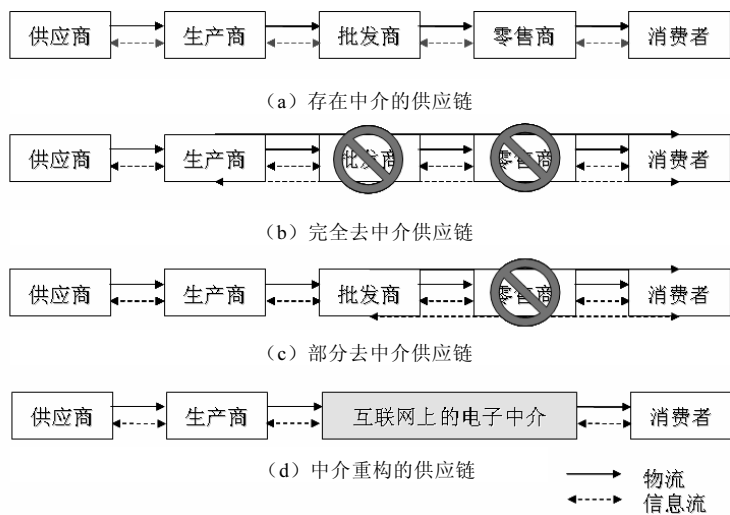 供应商 生产商 批发商 零售商 消费者
（a）存在中介的供应链
供应商 生产商 批发商 零售商 消费者
（b）完全去中介供应链
供应商 生产商 批发商 零售商 消费者
（c）部分去中介供应链
供应商 生产商 互联网上的电子中介 消费者
（d）中介重构的供应链
物流
信息流